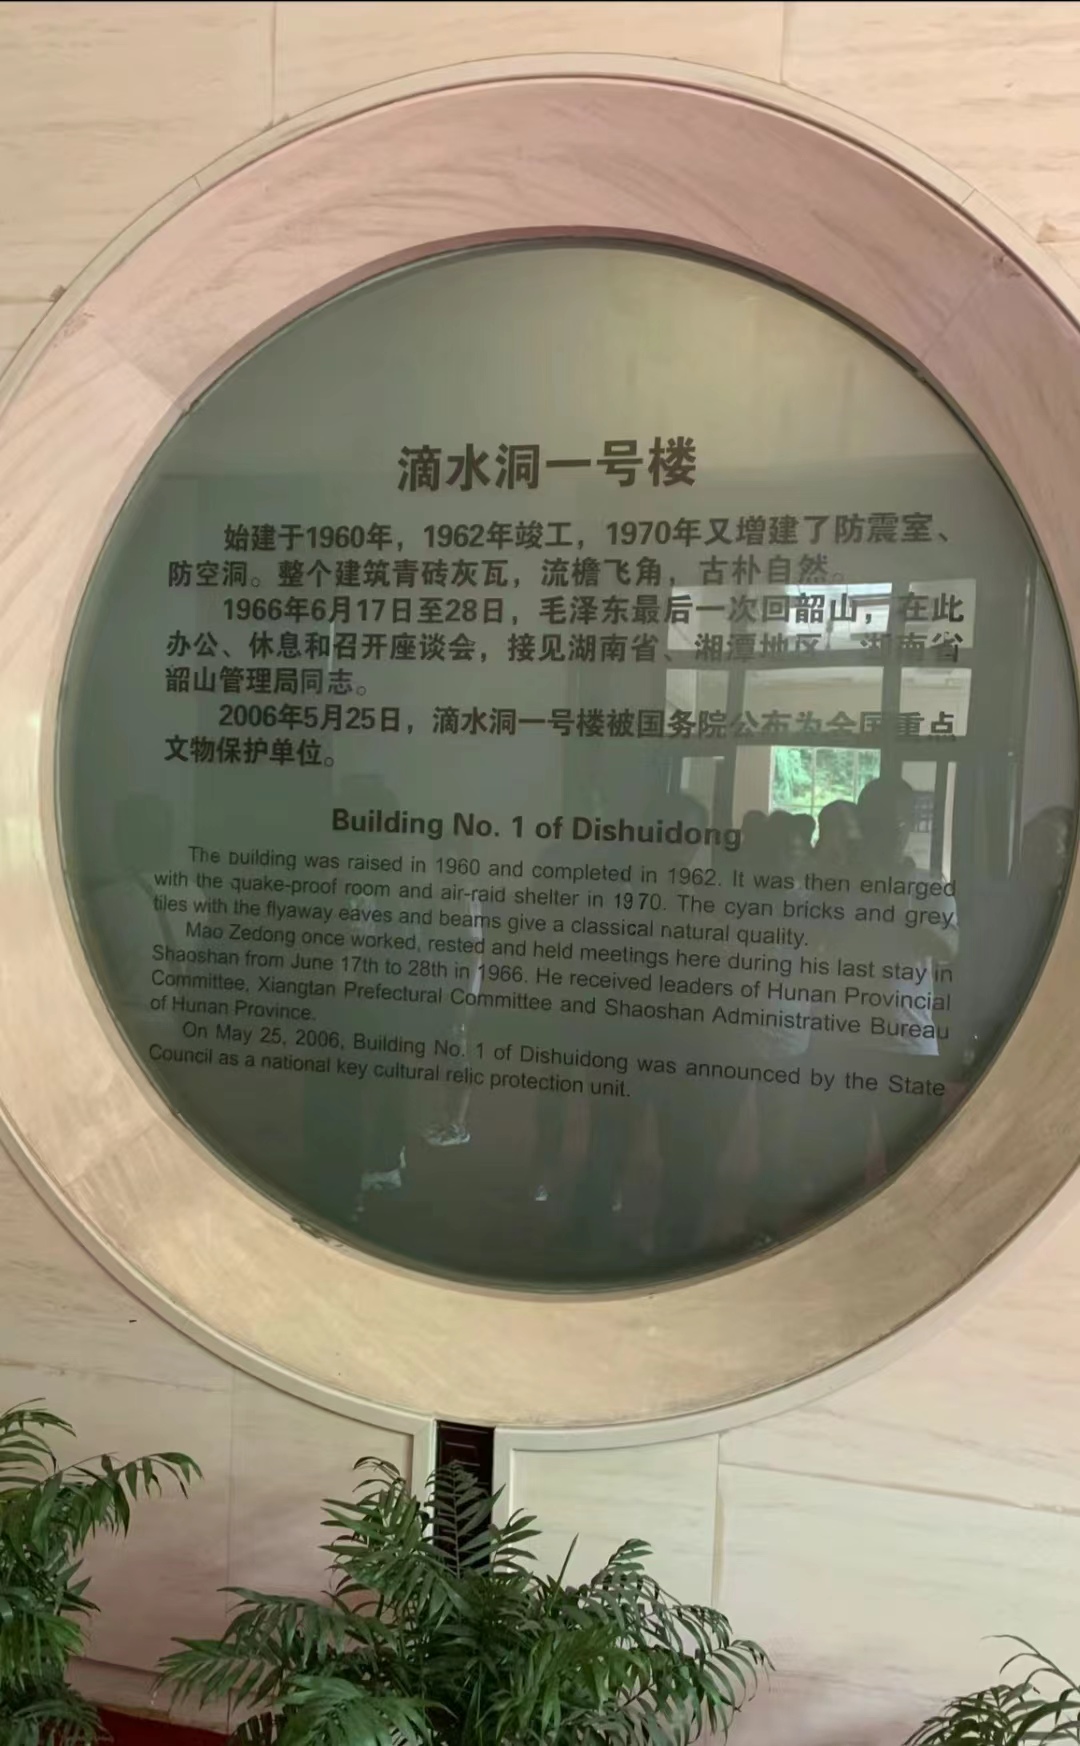 滴水洞一号楼
始建于1960年，1962年竣工，1970年又增建了防震室、
防空洞。整个建筑青砖灰瓦，流檐飞角，古朴自然。
1966年6月17日至28日，毛泽东最后一次回韶山，在此
办公、休息和召开座谈会，接见湖南省、湘潭地区、湖南省
韶山管理局同志。
2006年5月25日，滴水洞一号楼被国务院公布为全国重点
文物保护单位。
Building No. 1 of Dishuidong
The building was raised in 1960 and completed in 1962. It was then enlarged
with the quake-proof room and air-raid shelter in 1970. The cyan bricks and grey
tiles with the flyaway eaves and beams give a classical natural quality.
Mao Zedong once worked, rested and held meetings here during his last stay in
Shaoshan from June 17th to 28th in 1966. He received leaders of Hunan Provincial
Committee, Xiangtan Prefectural Committee and Shaoshan Administrative Bureau
of Hunan Province.
On May 25, 2006, Building No. 1 of Dishuidong was announced by the State
Council as a national key cultural relic protection unit.